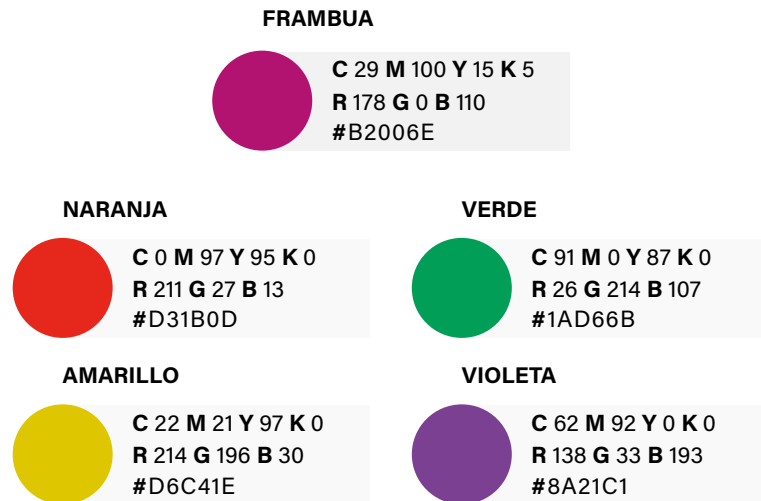 FRAMBUA
C 29 M 100 Y 15 K 5
R 178 G 0 B 110
#B2006E
NARANJA
C 0 M 97 Y 95 K 0
R 211 G 27 B 13
#D31B0D
VERDE
C 91 M 0 Y 87 K 0
R 26 G 214 B 107
#1AD66B
AMARILLO
C 22 M 21 Y 97 K 0
R 214 G 196 B 30
#D6C41E
VIOLETA
C 62 M 92 Y 0 K 0
R 138 G 33 B 193
#8A21C1